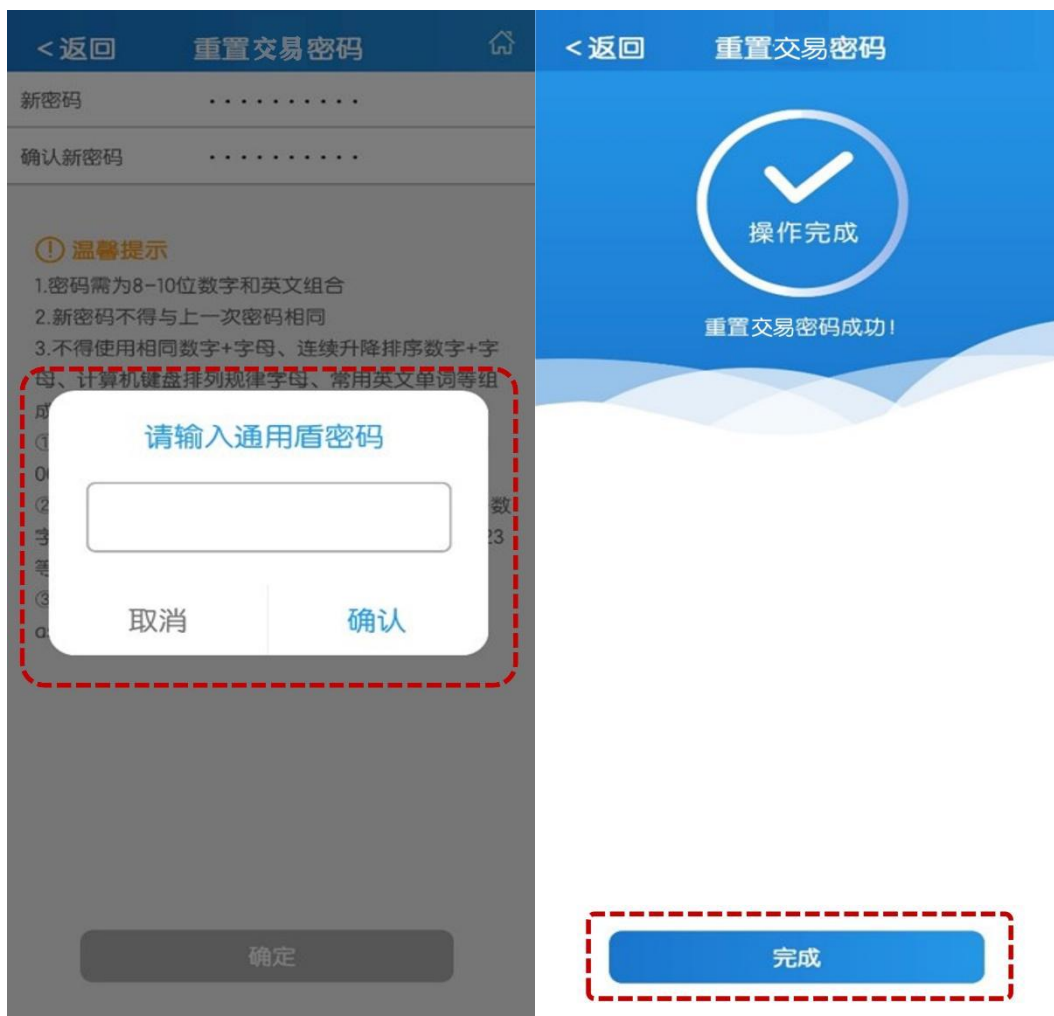 <返回 重置交易密码
新密码 ··········
确认新密码 ··········
温馨提示
1.密码需为8-10位数字和英文组合
2.新密码不得与上一次密码相同
3.不得使用相同数字+字母、连续升降排序数字+字
母、计算机键盘排列规律字母、常用英文单词等组
请输入通用盾密码
数
23
取消 确认
确定
<返回 重置交易密码
操作完成
重置交易密码成功!
完成